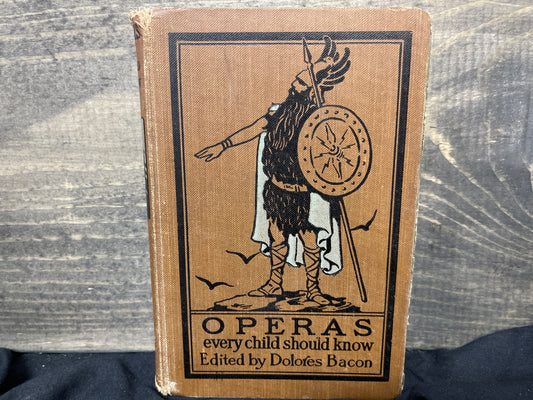 OPERAS
every child should know
Edited by Dolores Bacon